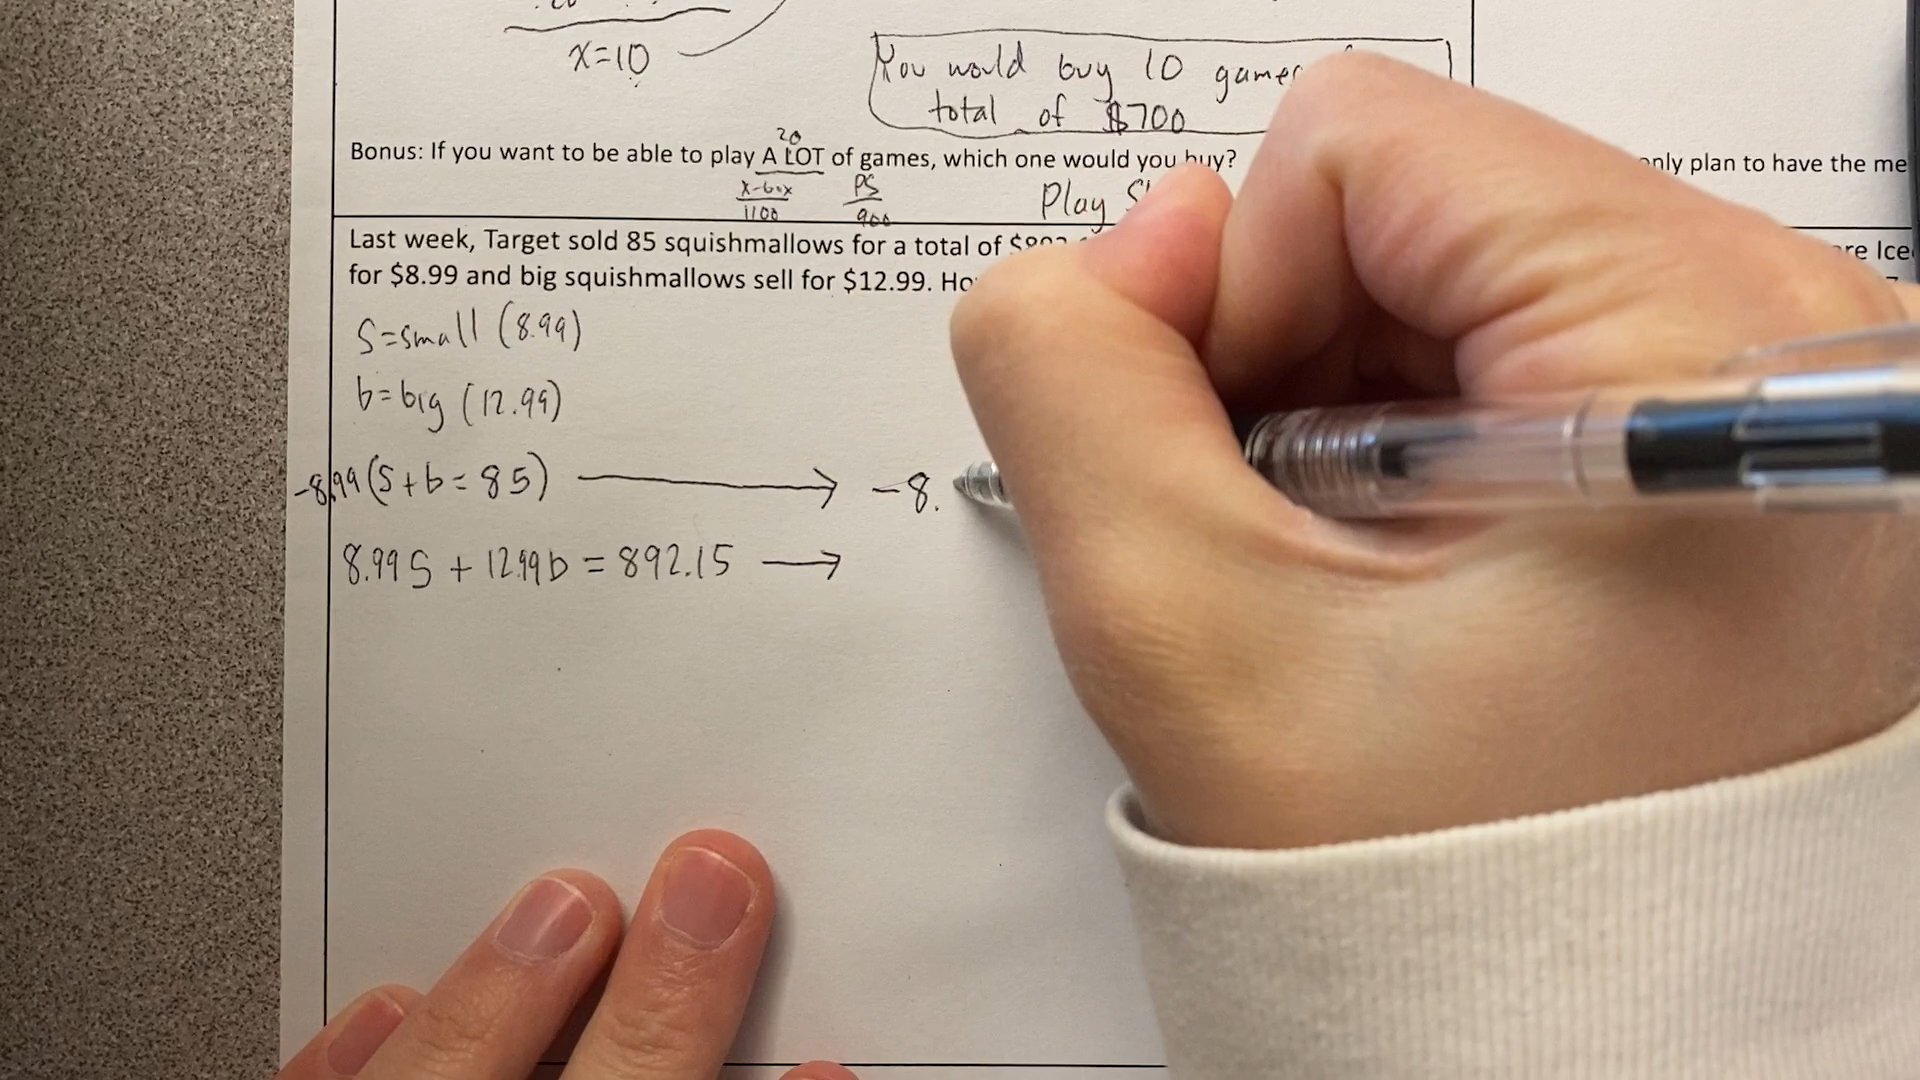 x=10
You would buy 10 games
total of $700
20
Bonus: If you want to be able to play A LOT of games, which one would you buy?
only plan to have the me
x-box PS
1100 900
Play
Last week, Target sold 85 squishmallows for a total of
re Ice
for $8.99 and big squishmallows sell for $12.99.
S=small (8.99)
b=big (12.99)
-8.99(S+b=85) → -8.
8.99S + 12.99b = 892.15 →